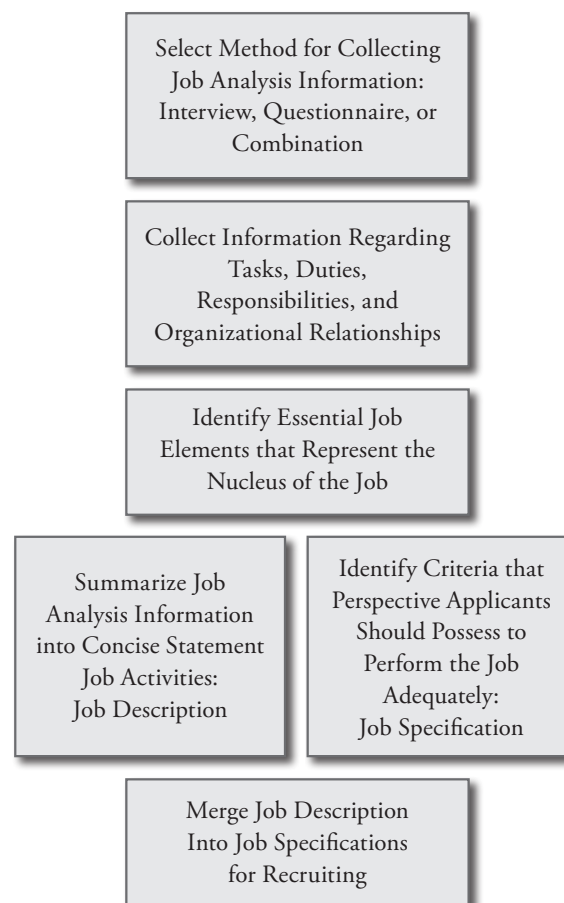 Select Method for Collecting
Job Analysis Information:
Interview, Questionnaire, or
Combination
Collect Information Regarding
Tasks, Duties,
Responsibilities, and
Organizational Relationships
Identify Essential Job
Elements that Represent the
Nucleus of the Job
Summarize Job
Analysis Information
into Concise Statement
Job Activities:
Job Description
Identify Criteria that
Perspective Applicants
Should Possess to
Perform the Job
Adequately:
Job Specification
Merge Job Description
Into Job Specifications
for Recruiting